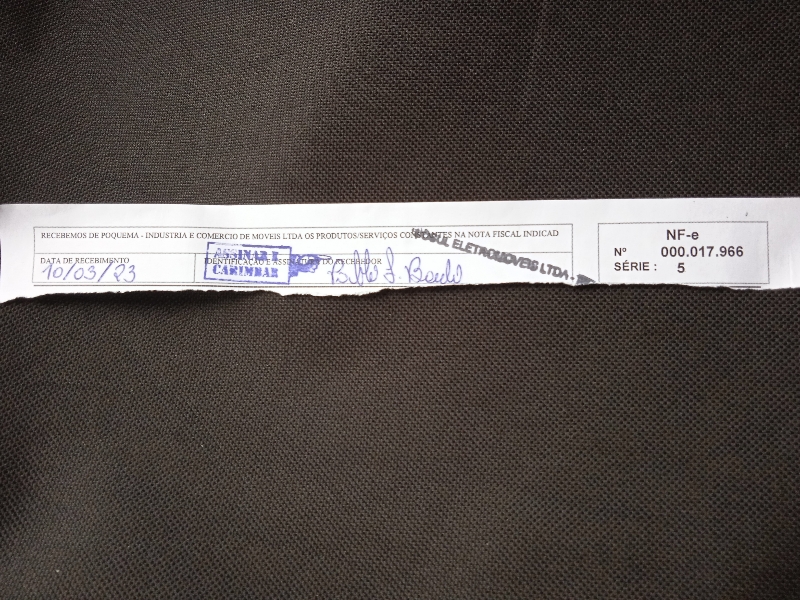 RECEBEMOS DE POQUEMA - INDUSTRIA E COMERCIO DE MOVEIS LTDA OS PRODUTOS/SERVIÇOS CONSTANTES NA NOTA FISCAL INDICAD
DATA DE RECEBIMENTO
10/03/23
IDENTIFICAÇÃO E ASSINATURA DO RECEBEDOR
ASSINAR E
CARIMBAR
ELETROMOVEIS LTDA.
NF-e
Nº 000.017.966
SÉRIE : 5